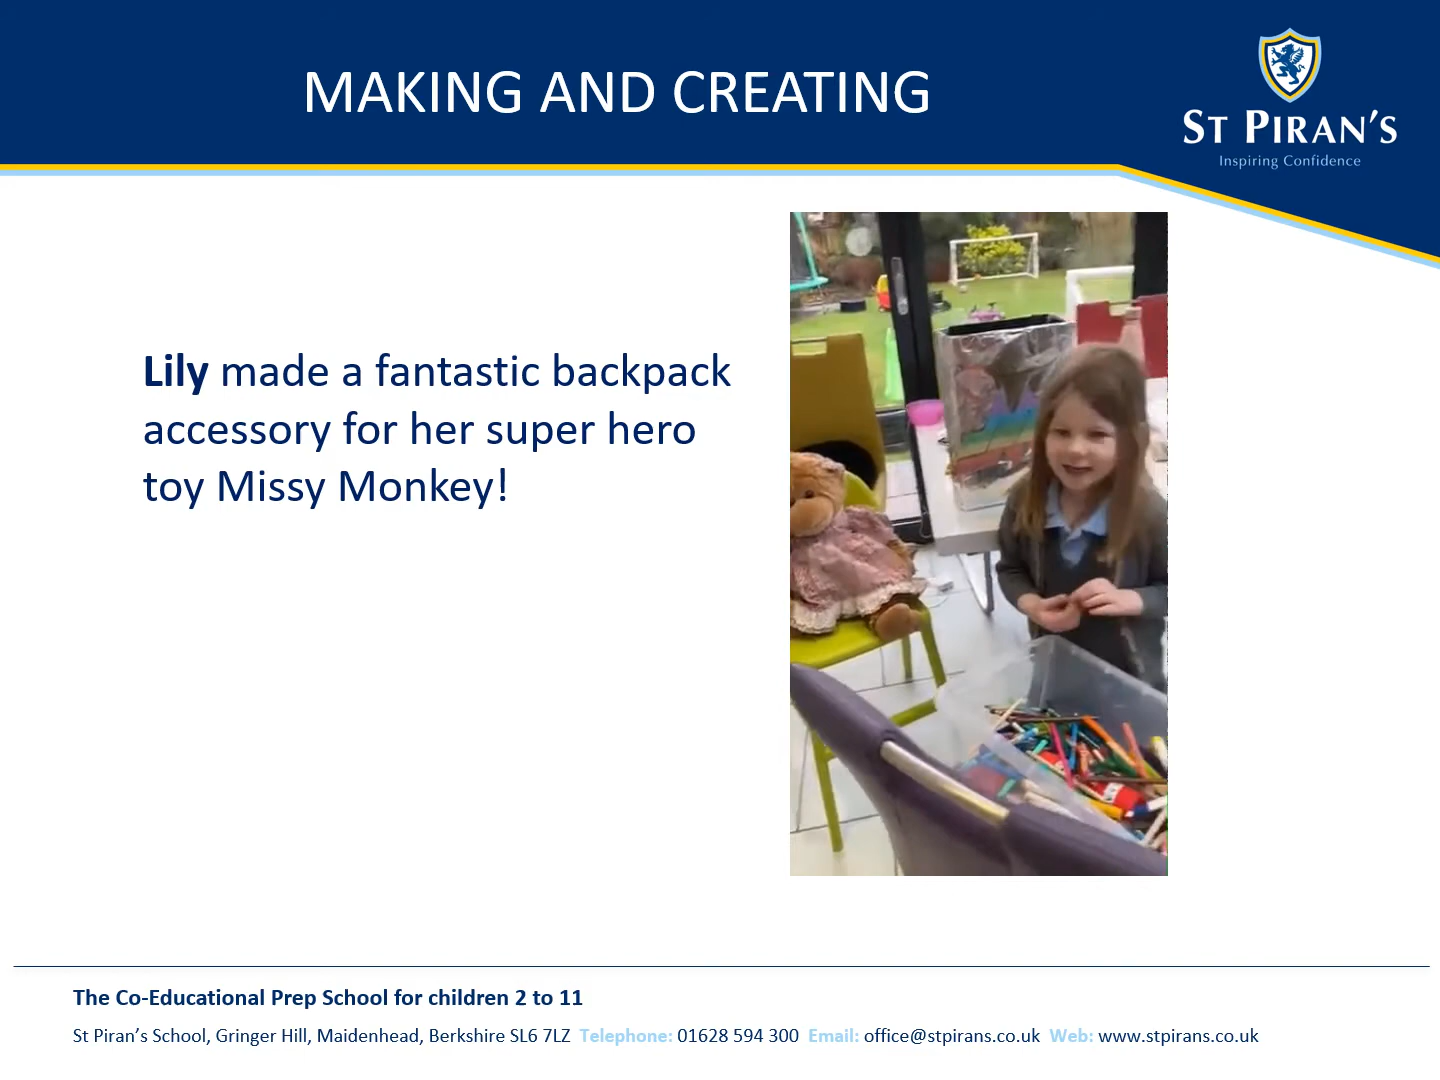 MAKING AND CREATING
ST PIRAN'S
Inspiring Confidence
Lily made a fantastic backpack
accessory for her super hero
toy Missy Monkey!
The Co-Educational Prep School for children 2 to 11
St Piran's School, Gringer Hill, Maidenhead, Berkshire SL6 7LZ Telephone: 01628 594 300 Email: office@stpirans.co.uk Web: www.stpirans.co.uk